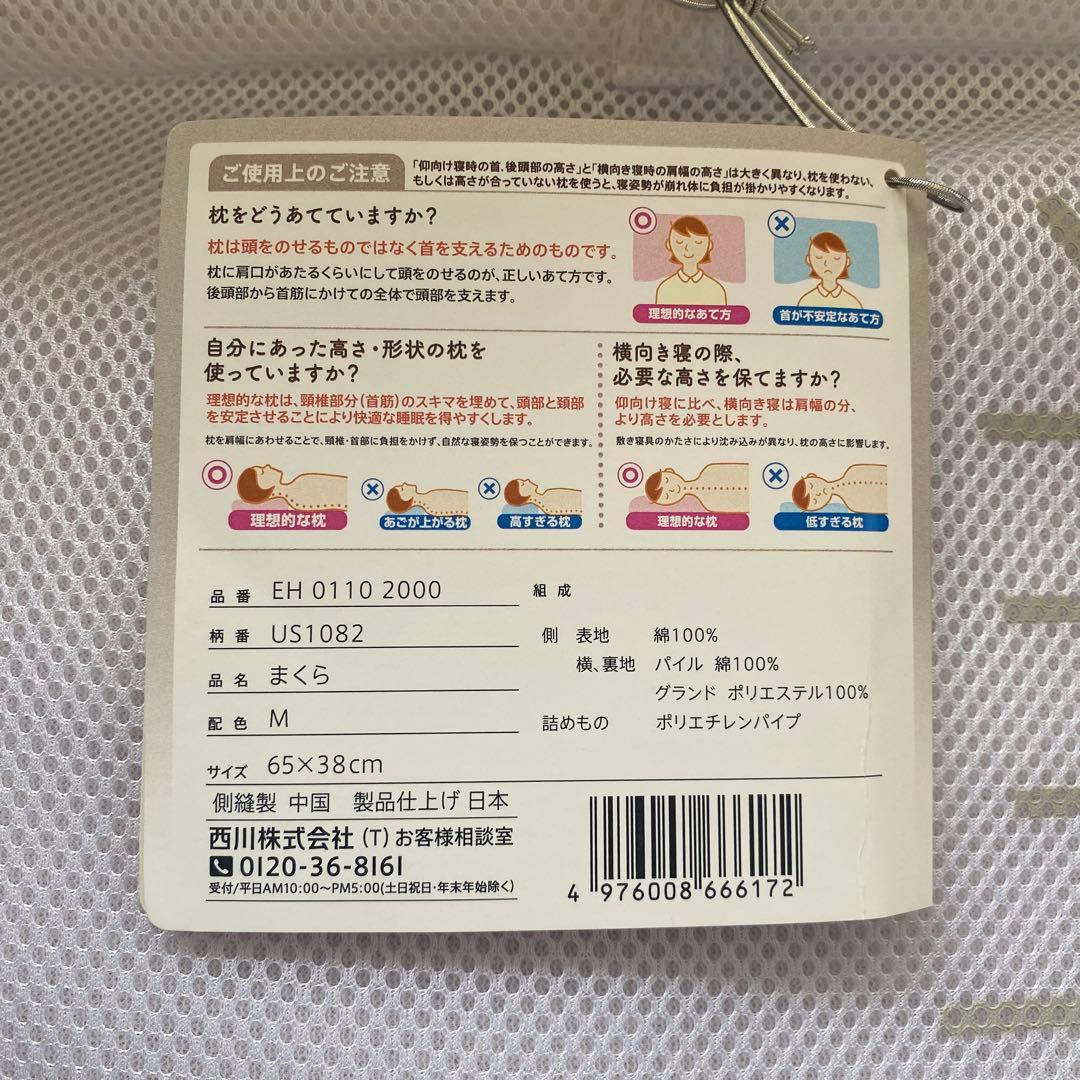 ご使用上のご注意
「仰向け寝時の首、後頭部の高さ」と「横向き寝時の肩幅の高さ」は大きく異なり、枕を使わない、
もしくは高さが合っていない枕を使うと、寝姿勢が崩れ体に負担が掛かりやすくなります。
枕をどうあてていますか?
枕は頭をのせるものではなく首を支えるためのものです。
枕に肩口があたるくらいにして頭をのせるのが、正しいあて方です。
後頭部から首筋にかけての全体で頭部を支えます。
理想的なあて方
首が不安定なあて方
自分にあった高さ・形状の枕を
使っていますか?
理想的な枕は、頸椎部分(首筋)のスキマを埋めて、頭部と頸部
を安定させることにより快適な睡眠を得やすくします。
枕を肩幅にあわせることで、頸椎・首部に負担をかけず、自然な寝姿勢を保つことができます。
理想的な枕
あごが上がる枕
高すぎる枕
横向き寝の際、
必要な高さを保てますか?
仰向け寝に比べ、横向き寝は肩幅の分、
より高さを必要とします。
敷き寝具のかたさにより沈み込みが異なり、枕の高さに影響します。
理想的な枕
低すぎる枕
品番 EH 0110 2000
柄番 US1082
品名 まくら
配色 M
サイズ 65×38cm
組成
側 表地 綿100%
横、裏地 パイル 綿100%
グランド ポリエステル100%
詰めもの ポリエチレンパイプ
側縫製 中国 製品仕上げ 日本
西川株式会社 (T) お客様相談室
0120-36-8161
受付/平日AM10:00〜PM5:00(土日祝日・年末年始除く)
4 976008 666172